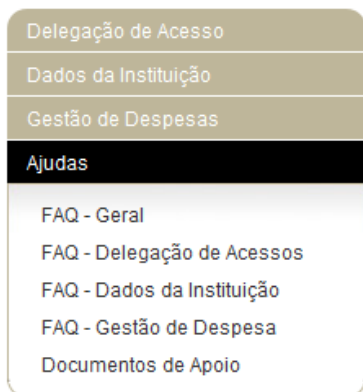 Delegação de Acesso
Dados da Instituição
Gestão de Despesas
Ajudas
FAQ - Geral
FAQ - Delegação de Acessos
FAQ - Dados da Instituição
FAQ - Gestão de Despesa
Documentos de Apoio